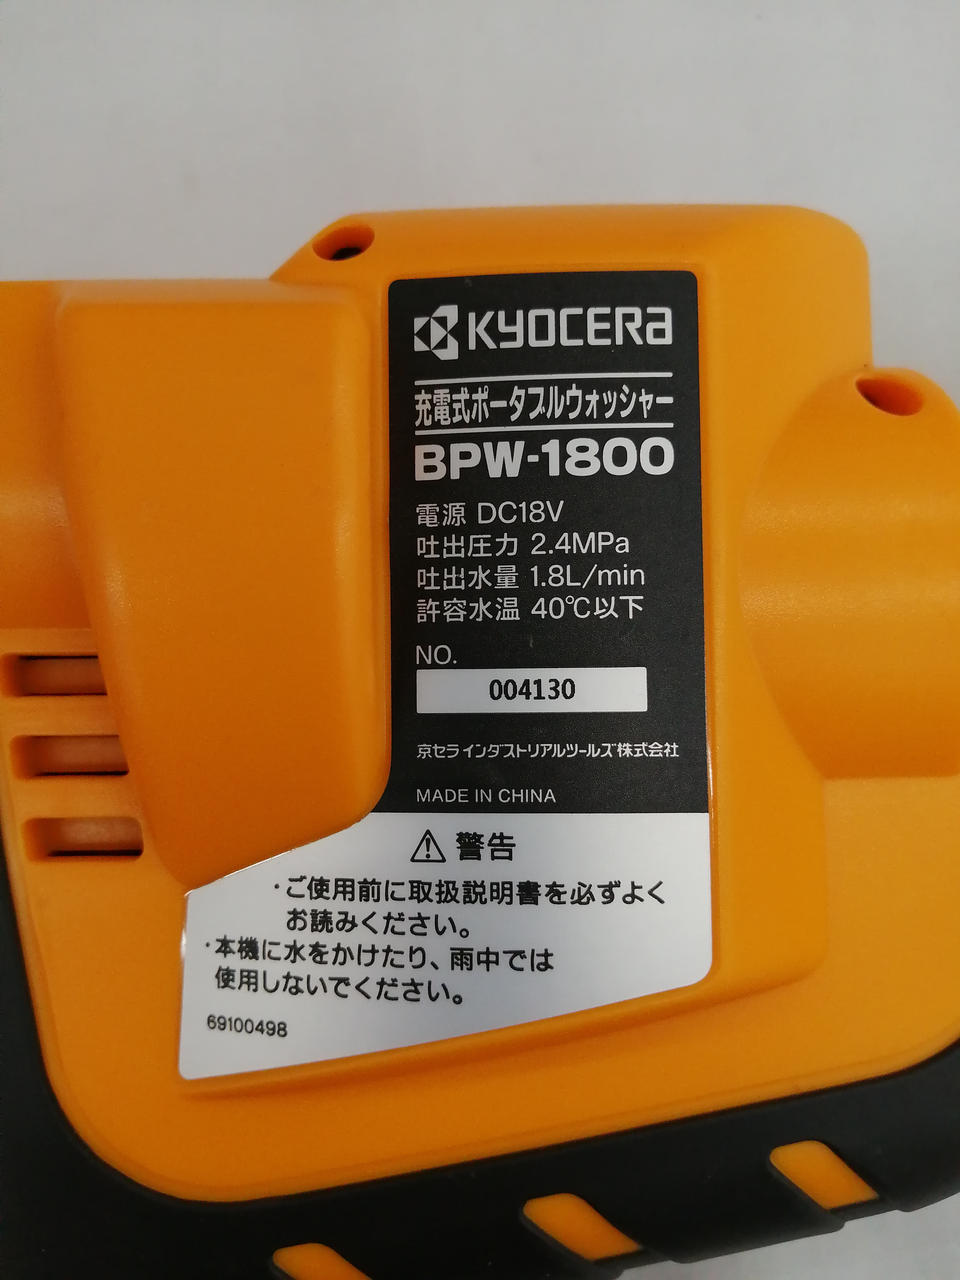 KYOCERA
充電式ポータブルウォッシャー
BPW-1800
電源 DC18V
吐出圧力 2.4MPa
吐出水量 1.8L/min
許容水温 40℃以下
NO.
004130
京セラインダストリアルツールズ株式会社
MADE IN CHINA
⚠ 警告
・ご使用前に取扱説明書を必ずよく
お読みください。
・本機に水をかけたり、雨中では
使用しないでください。
69100498